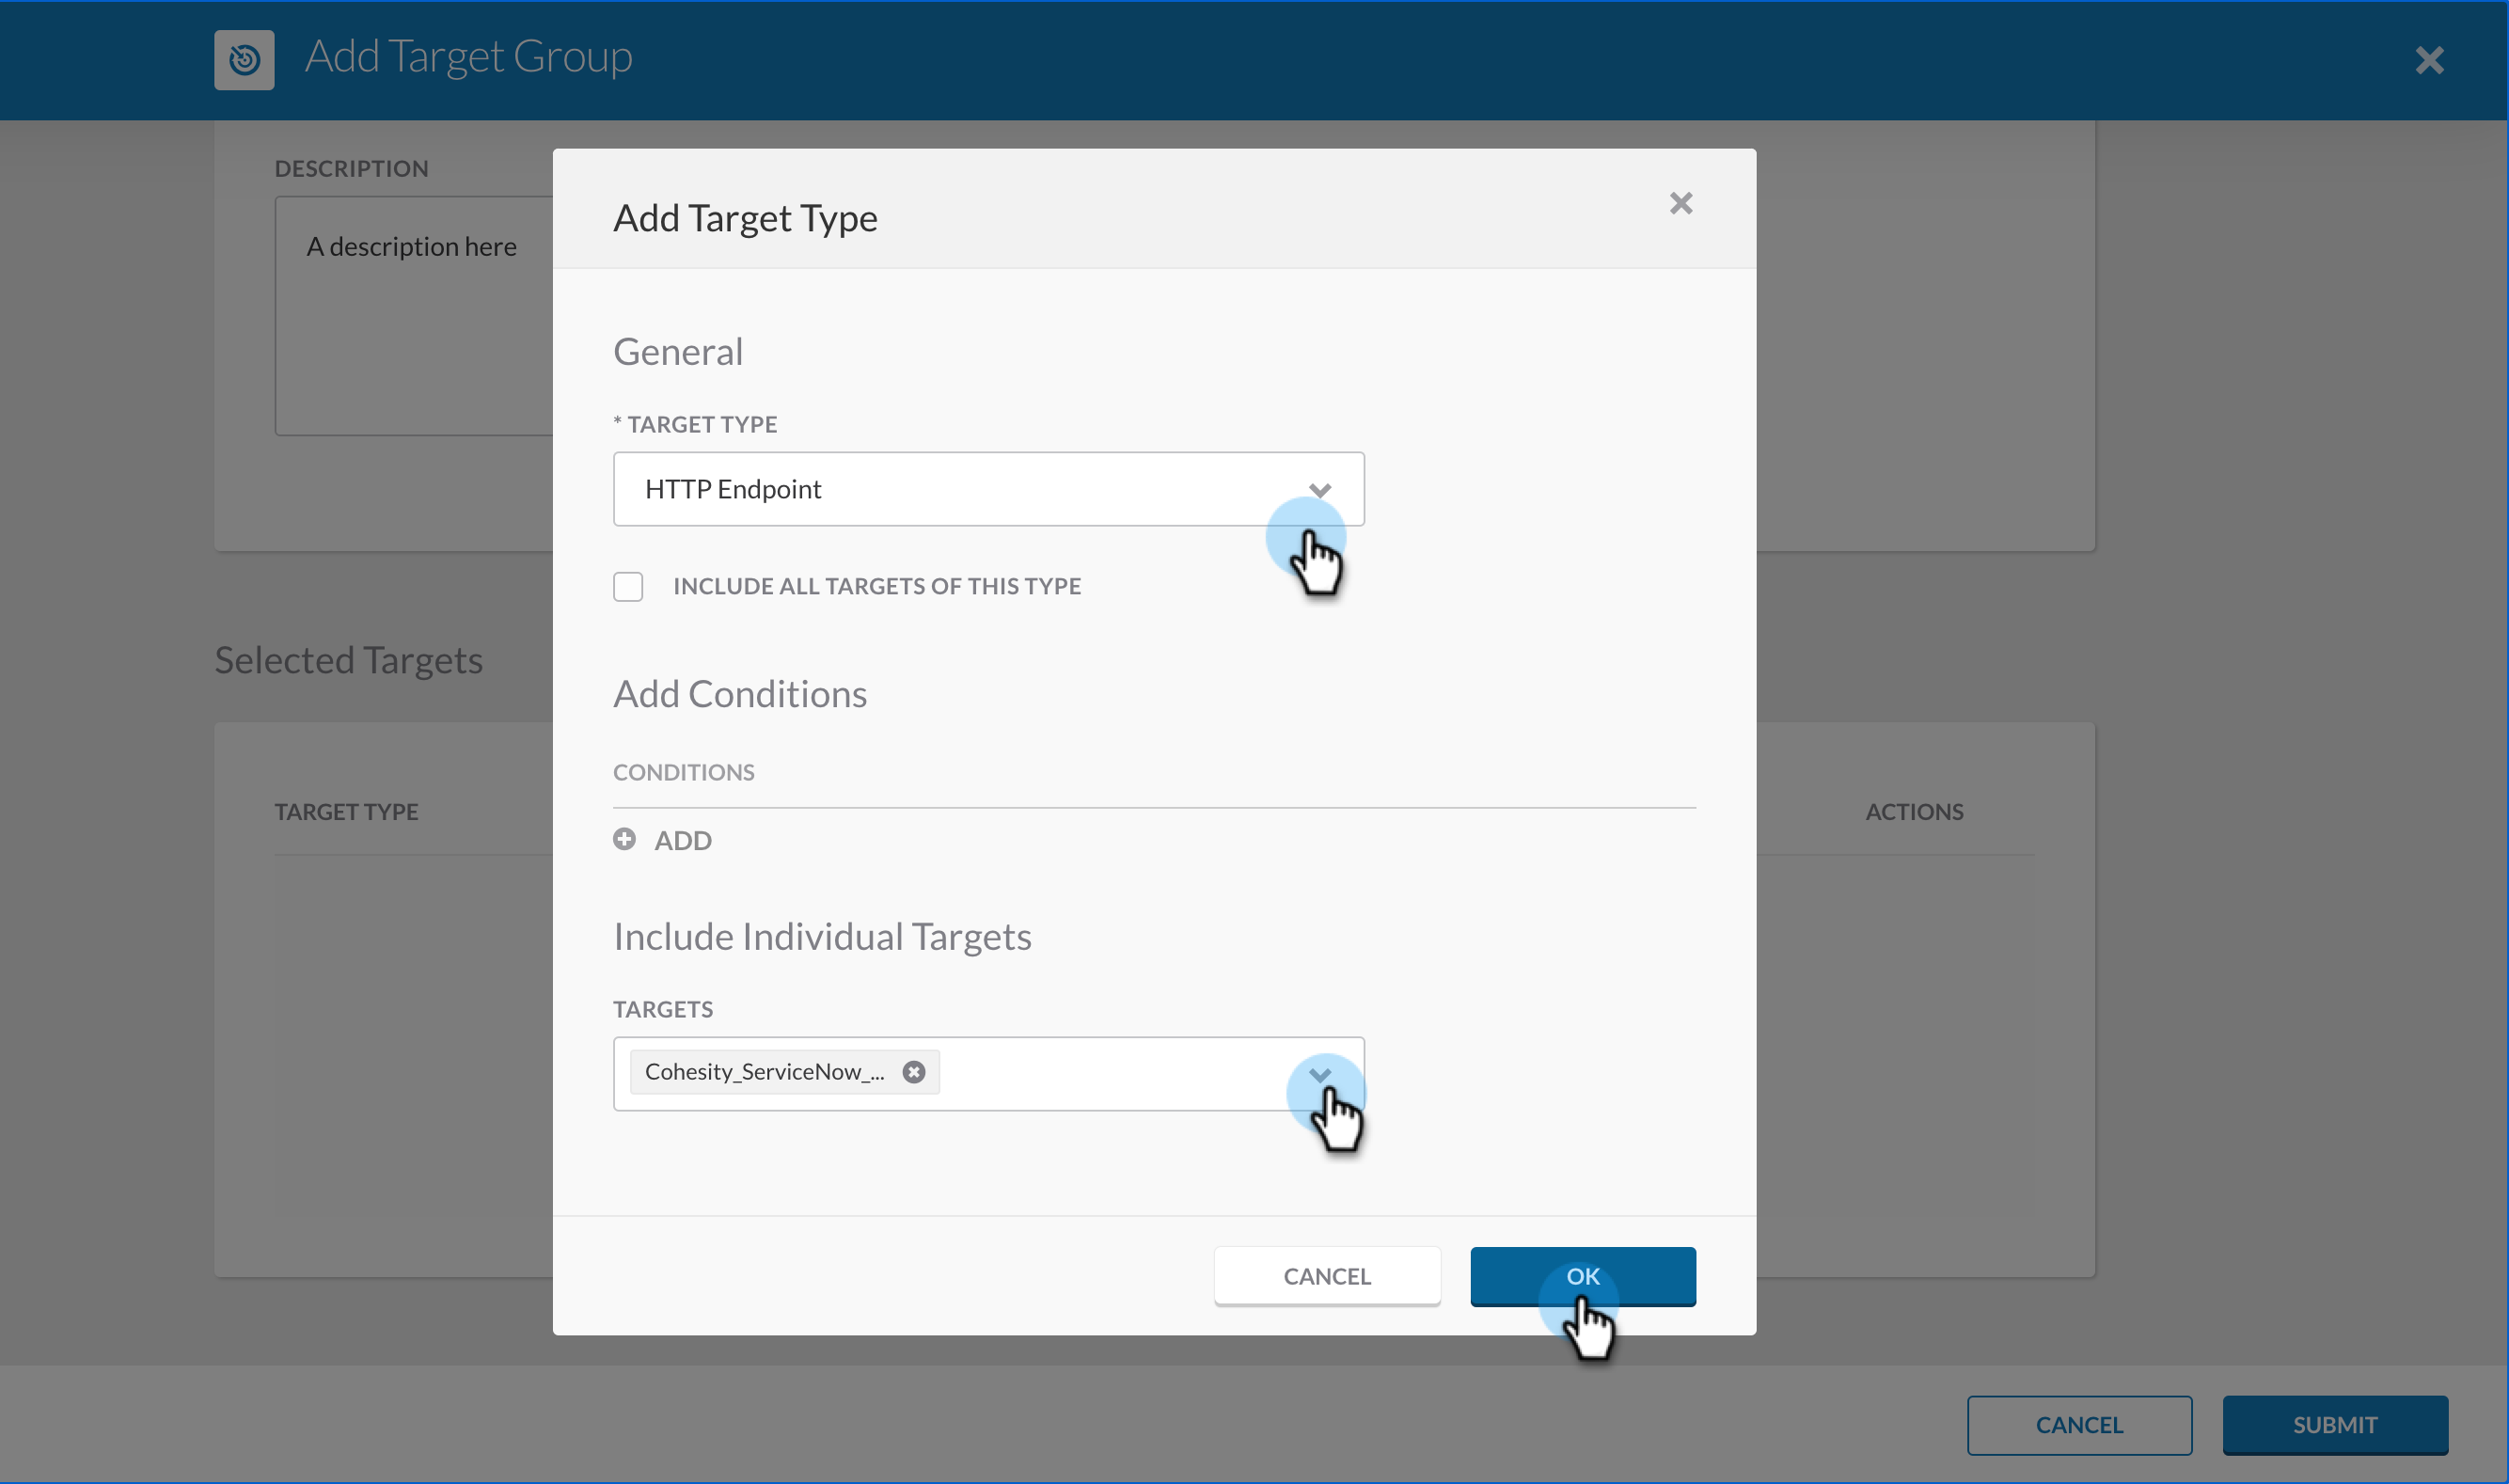 Add Target Group
DESCRIPTION
A description here
Add Target Type
General
* TARGET TYPE
HTTP Endpoint
INCLUDE ALL TARGETS OF THIS TYPE
Selected Targets
Add Conditions
CONDITIONS
TARGET TYPE
ACTIONS
ADD
Include Individual Targets
TARGETS
Cohesity_ServiceNow_...
CANCEL
OK
CANCEL
SUBMIT